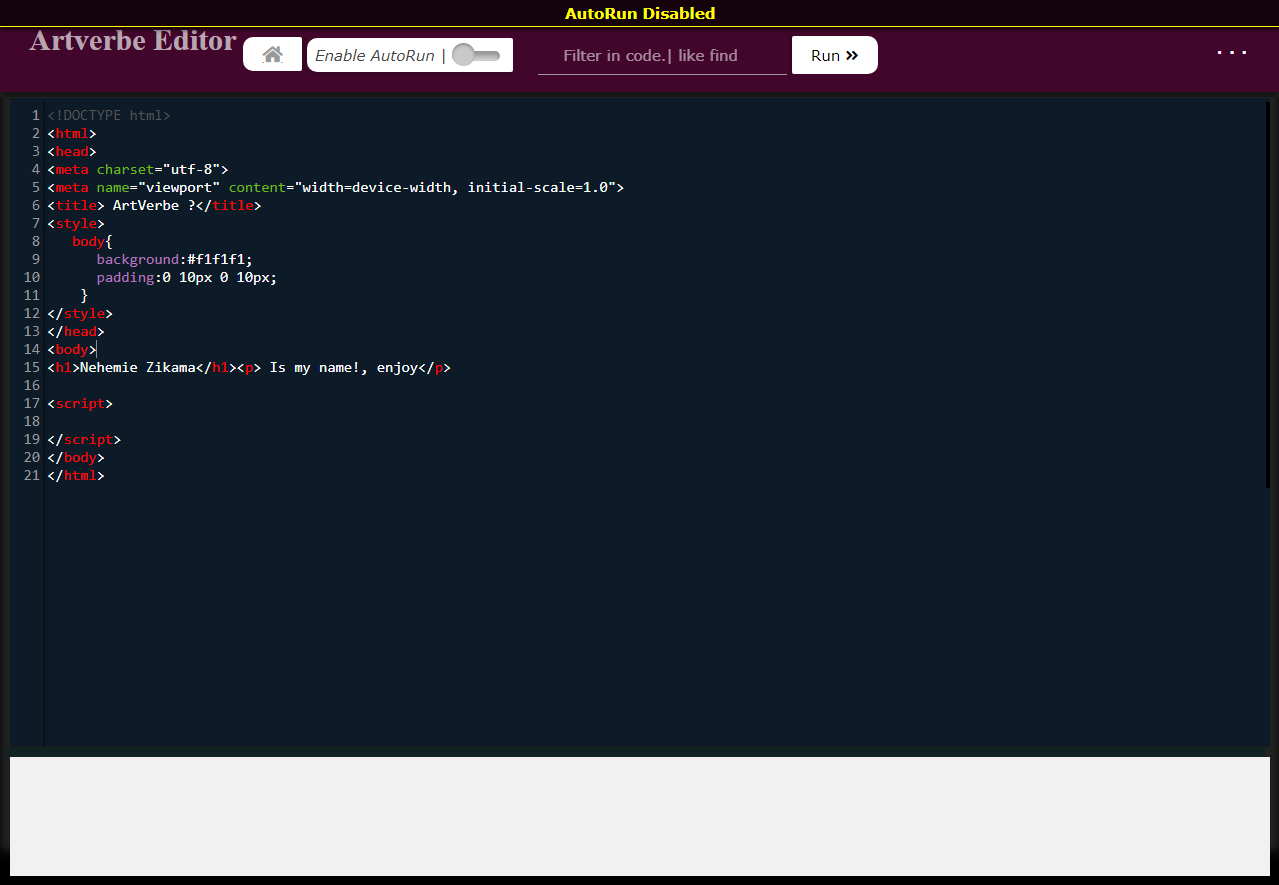 AutoRun Disabled
Artverbe Editor
Enable AutoRun |
Filter in code.| like find
Run »
...
1 <!DOCTYPE html>
2 <html>
3 <head>
4 <meta charset="utf-8">
5 <meta name="viewport" content="width=device-width, initial-scale=1.0">
6 <title> ArtVerbe ?</title>
7 <style>
8    body{
9       background:#f1f1f1;
10       padding:0 10px 0 10px;
11     }
12 </style>
13 </head>
14 <body>
15 <h1>Nehemie Zikama</h1><p> Is my name!, enjoy</p>
16
17 <script>
18
19 </script>
20 </body>
21 </html>